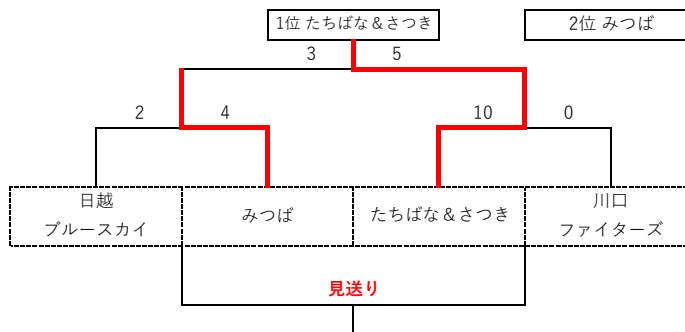 1位 たちばな＆さつき
2位 みつば
3
5
2
4
10
0
日越
ブルースカイ
みつば
たちばな＆さつき
川口
ファイターズ
見送り